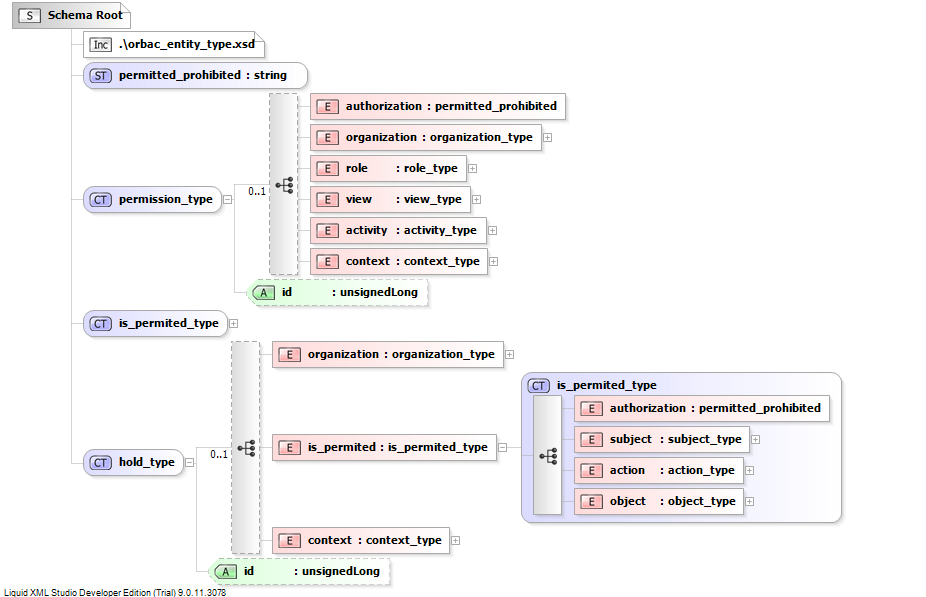 S Schema Root
Inc .\orbac_entity_type.xsd
ST permitted_prohibited : string
E authorization : permitted_prohibited
E organization : organization_type
E role : role_type
CT permission_type
0..1
E view : view_type
E activity : activity_type
E context : context_type
A id : unsignedLong
CT is_permited_type
E organization : organization_type
CT is_permited_type
E authorization : permitted_prohibited
E subject : subject_type
E is_permited : is_permited_type
CT hold_type
0..1
E action : action_type
E object : object_type
E context : context_type
A id : unsignedLong
Liquid XML Studio Developer Edition (Trial) 9.0.11.3078